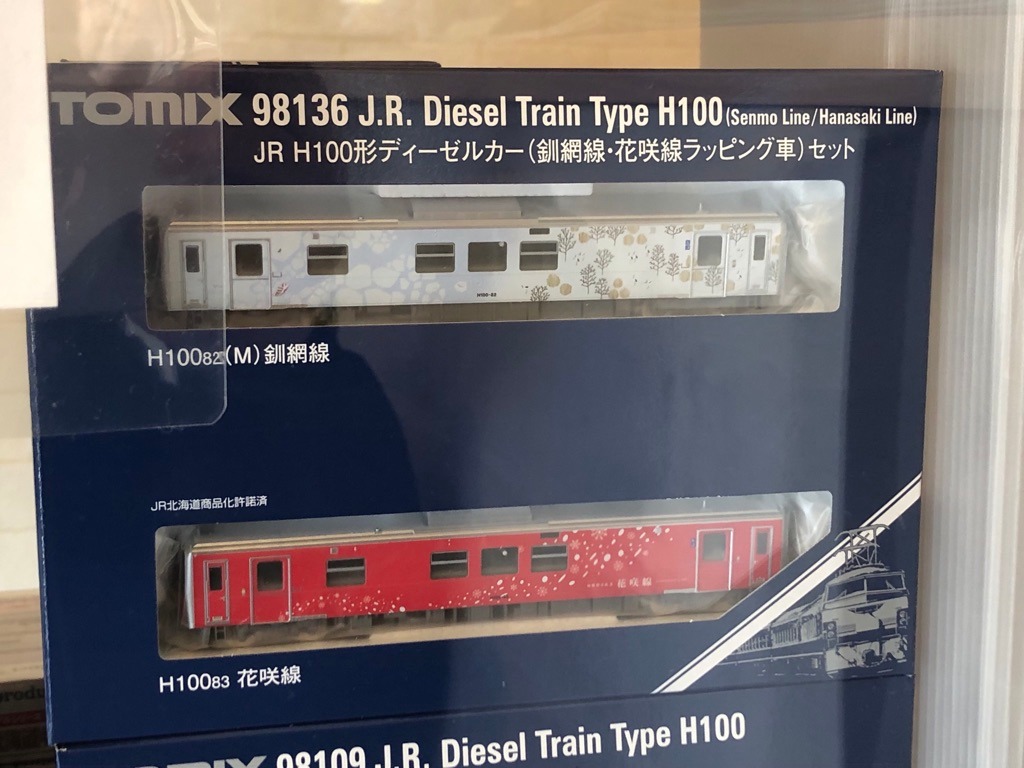 TOMIX 98136 J.R. Diesel Train Type H100 (Senmo Line/Hanasaki Line)
JR H100形ディーゼルカー(釧網線・花咲線ラッピング車)セット
H100-82
H10082(M)釧網線
JR北海道商品化許諾済
花咲線
H10083 花咲線
TOMIX 98109 J.R. Diesel Train Type H100